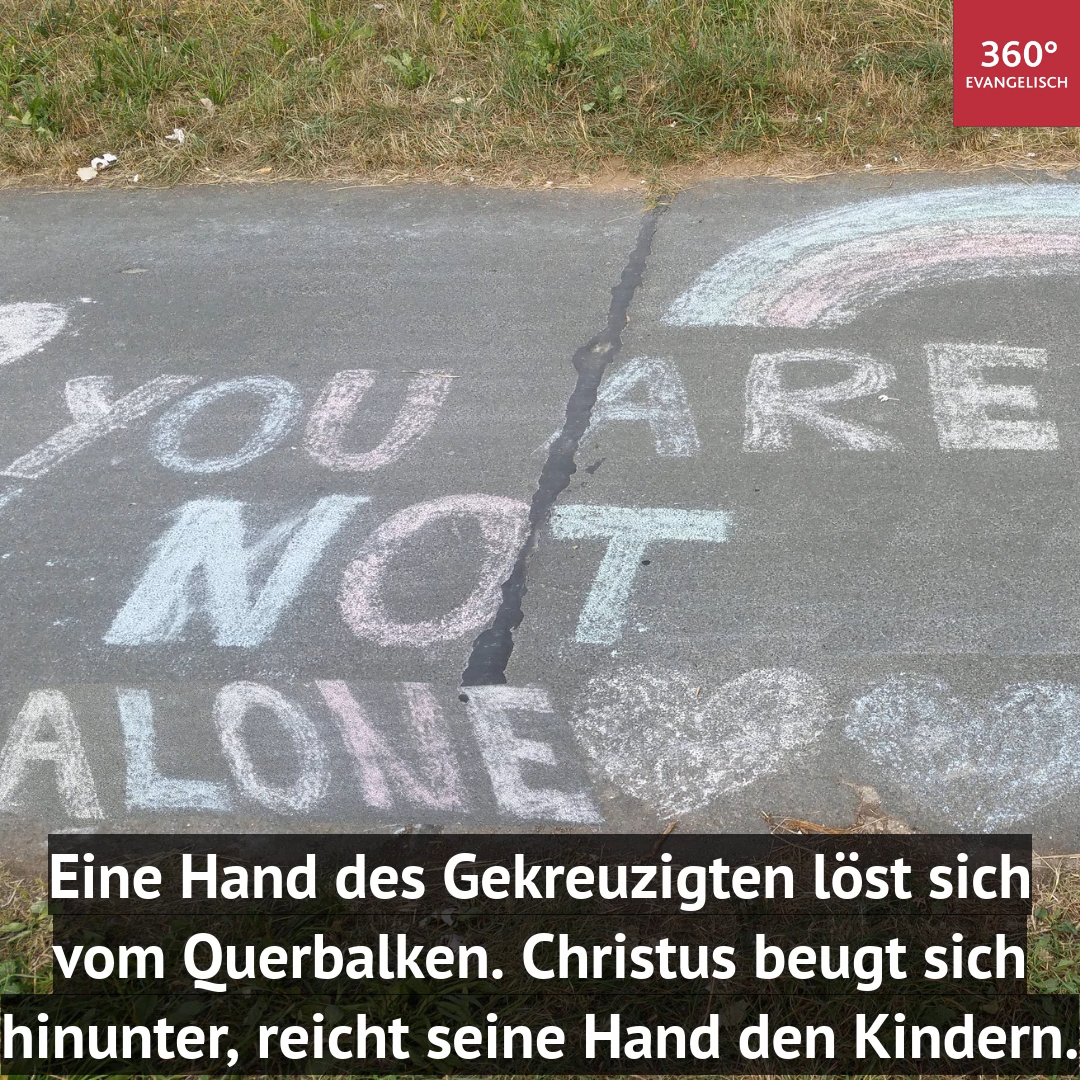 360°
EVANGELISCH
YOU ARE
NOT
ALONE
Eine Hand des Gekreuzigten löst sich
vom Querbalken. Christus beugt sich
hinunter, reicht seine Hand den Kindern.